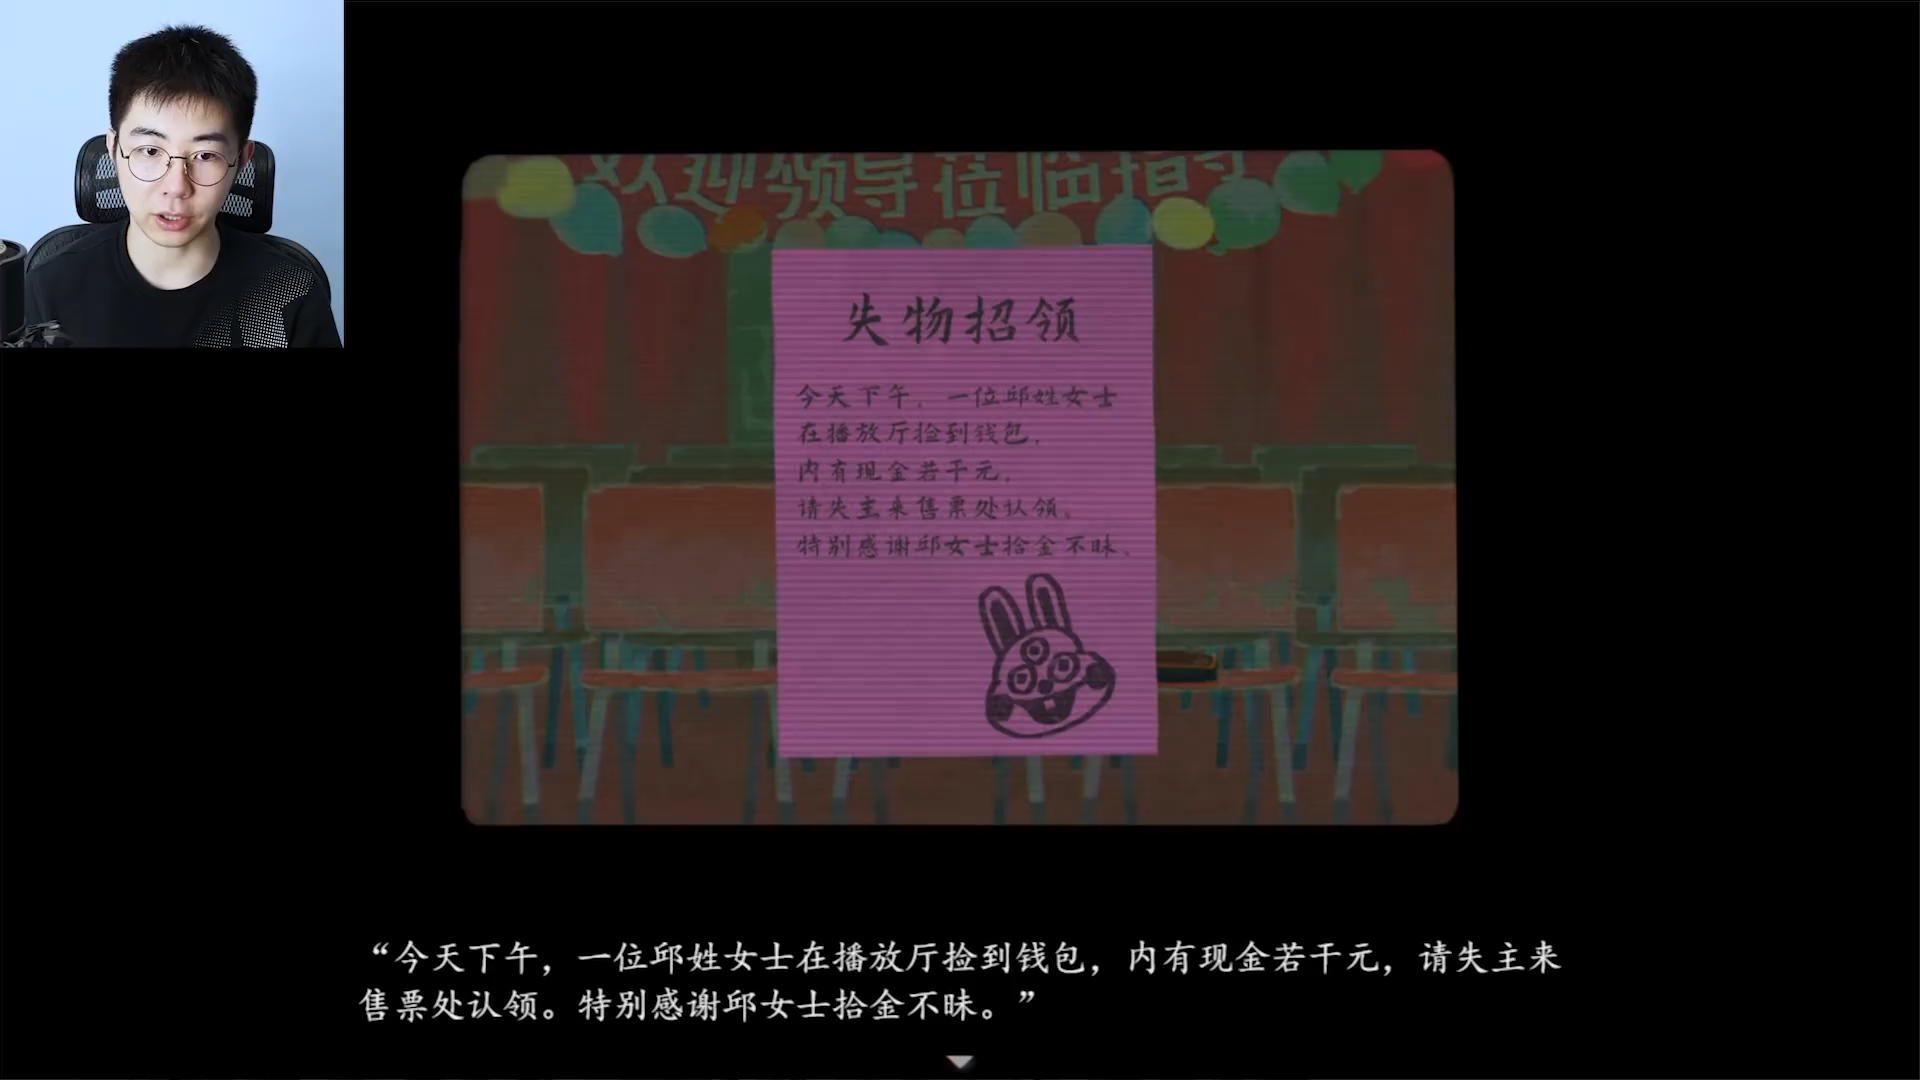 欢迎领导莅临指导
失物招领
今天下午，一位邱姓女士
在播放厅捡到钱包，
内有现金若干元，
请失主来售票处认领。
特别感谢邱女士拾金不昧。
“今天下午，一位邱姓女士在播放厅捡到钱包，内有现金若干元，请失主来
售票处认领。特别感谢邱女士拾金不昧。”